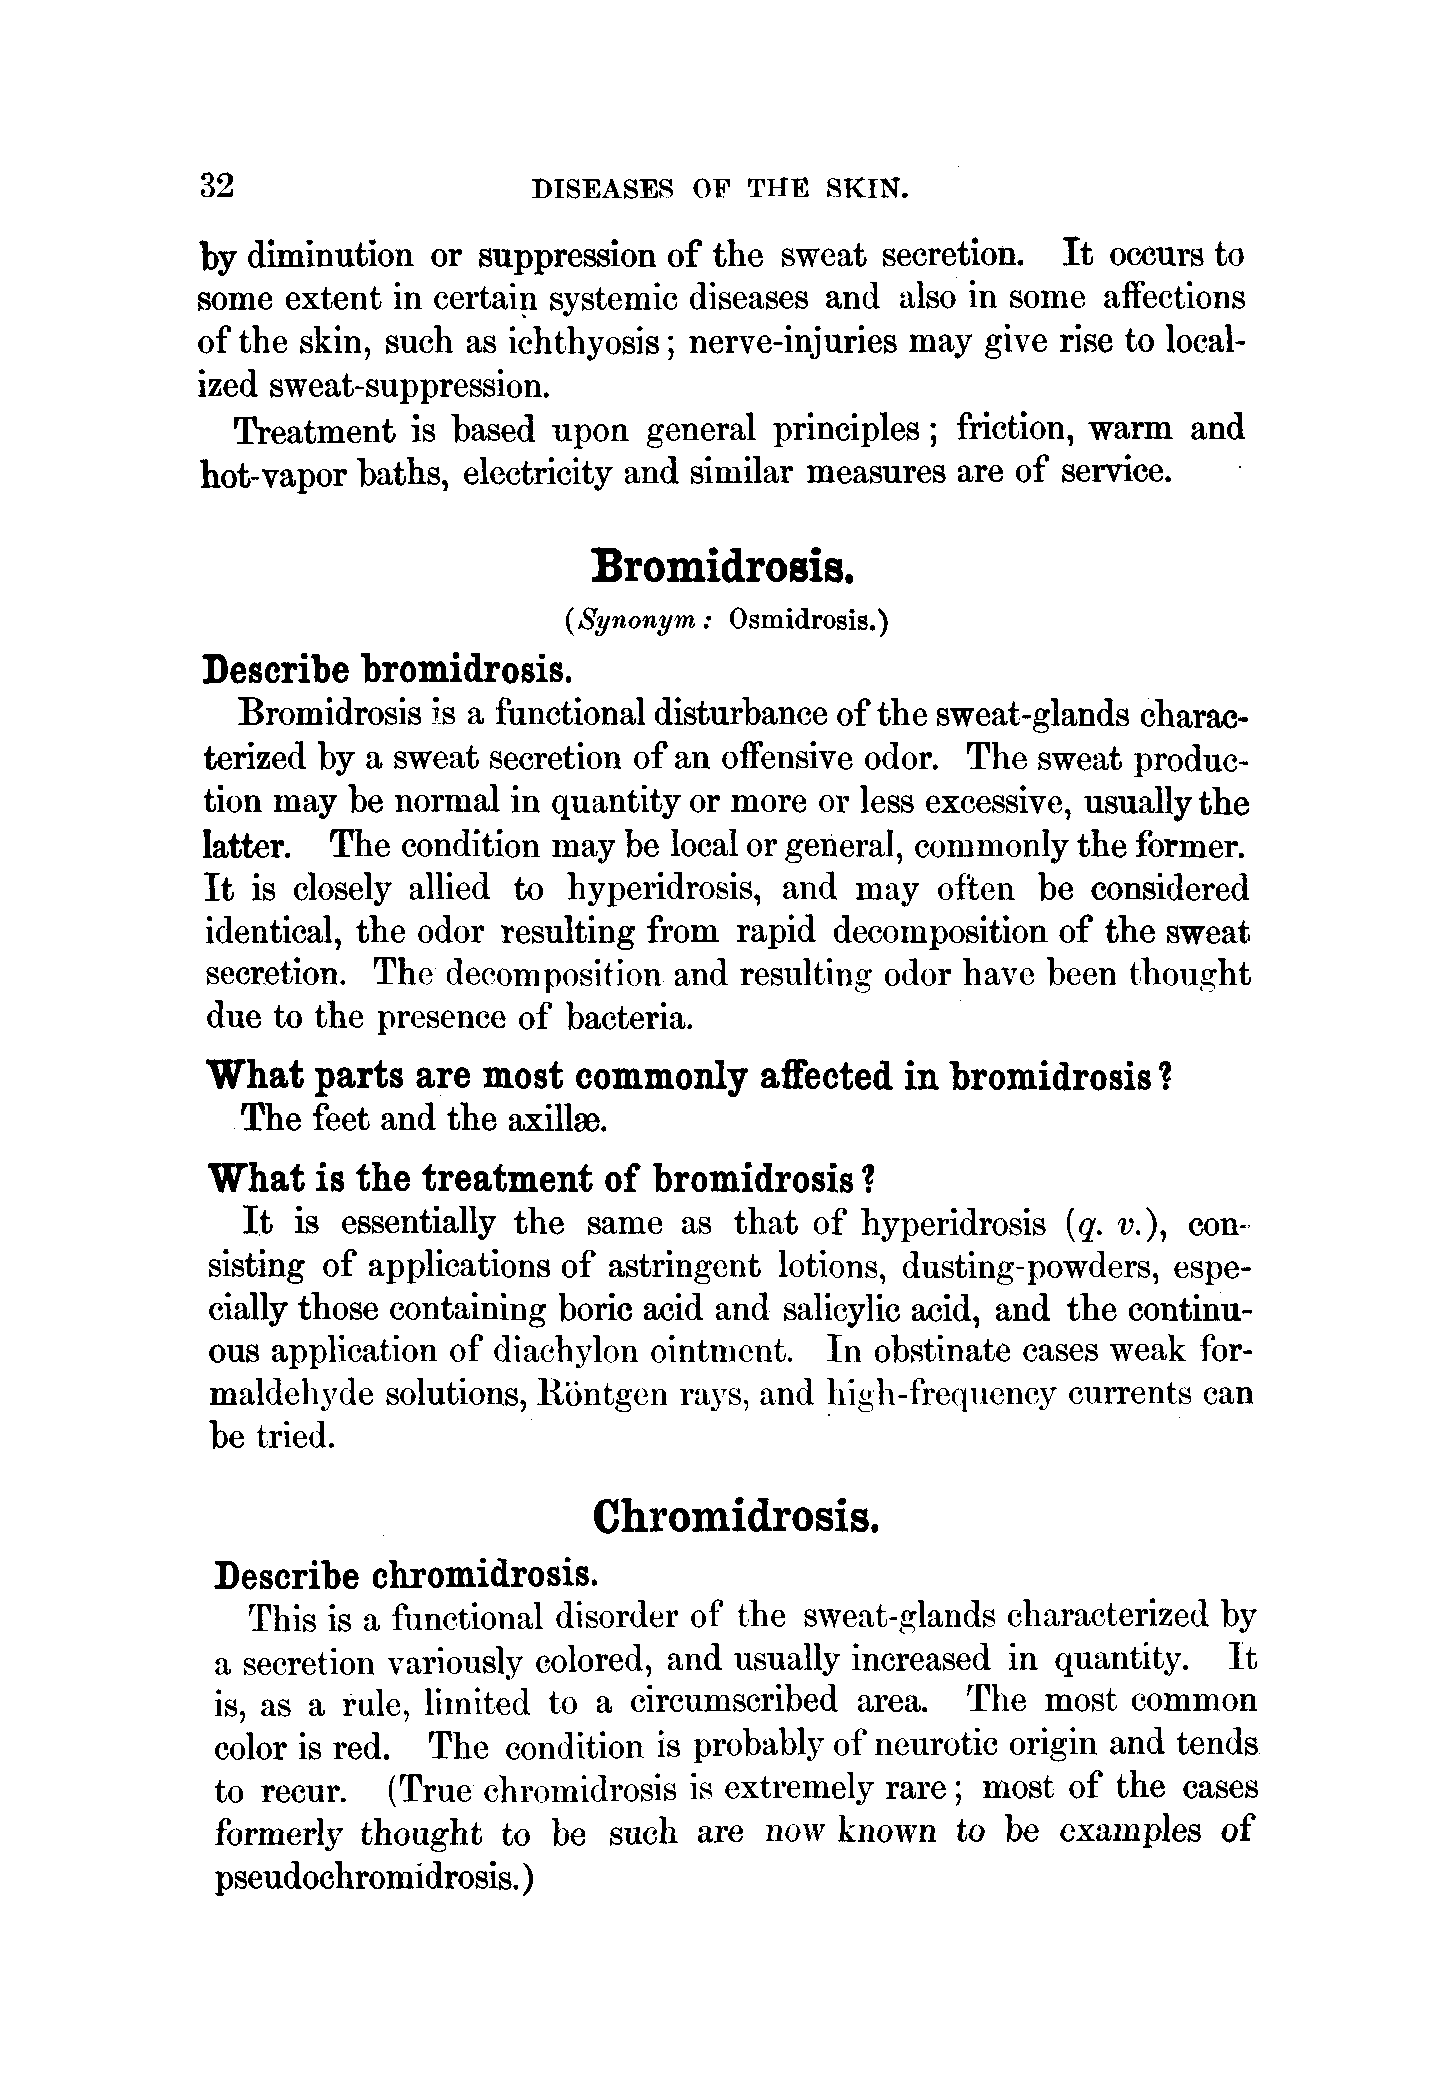 32 DISEASES OF THE SKIN.
by diminution or suppression of the sweat secretion. It occurs to
some extent in certain systemic diseases and also in some affections
of the skin, such as ichthyosis; nerve-injuries may give rise to local-
ized sweat-suppression.
Treatment is based upon general principles; friction, warm and
hot-vapor baths, electricity and similar measures are of service.
Bromidrosis.
(Synonym: Osmidrosis.)
Describe bromidrosis.
Bromidrosis is a functional disturbance of the sweat-glands charac-
terized by a sweat secretion of an offensive odor. The sweat produc-
tion may be normal in quantity or more or less excessive, usually the
latter. The condition may be local or general, commonly the former.
It is closely allied to hyperidrosis, and may often be considered
identical, the odor resulting from rapid decomposition of the sweat
secretion. The decomposition and resulting odor have been thought
due to the presence of bacteria.
What parts are most commonly affected in bromidrosis?
The feet and the axillæ.
What is the treatment of bromidrosis?
It is essentially the same as that of hyperidrosis (q. v.), con-
sisting of applications of astringent lotions, dusting-powders, espe-
cially those containing boric acid and salicylic acid, and the continu-
ous application of diachylon ointment. In obstinate cases weak for-
maldehyde solutions, Röntgen rays, and high-frequency currents can
be tried.
Chromidrosis.
Describe chromidrosis.
This is a functional disorder of the sweat-glands characterized by
a secretion variously colored, and usually increased in quantity. It
is, as a rule, limited to a circumscribed area. The most common
color is red. The condition is probably of neurotic origin and tends
to recur. (True chromidrosis is extremely rare; most of the cases
formerly thought to be such are now known to be examples of
pseudochromidrosis.)